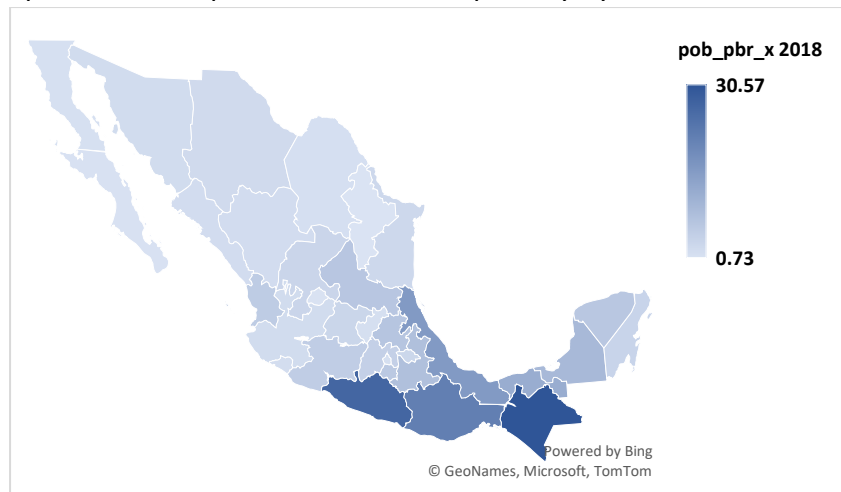 pob_pbr_x 2018
30.57
0.73
Powered by Bing
© GeoNames, Microsoft, TomTom